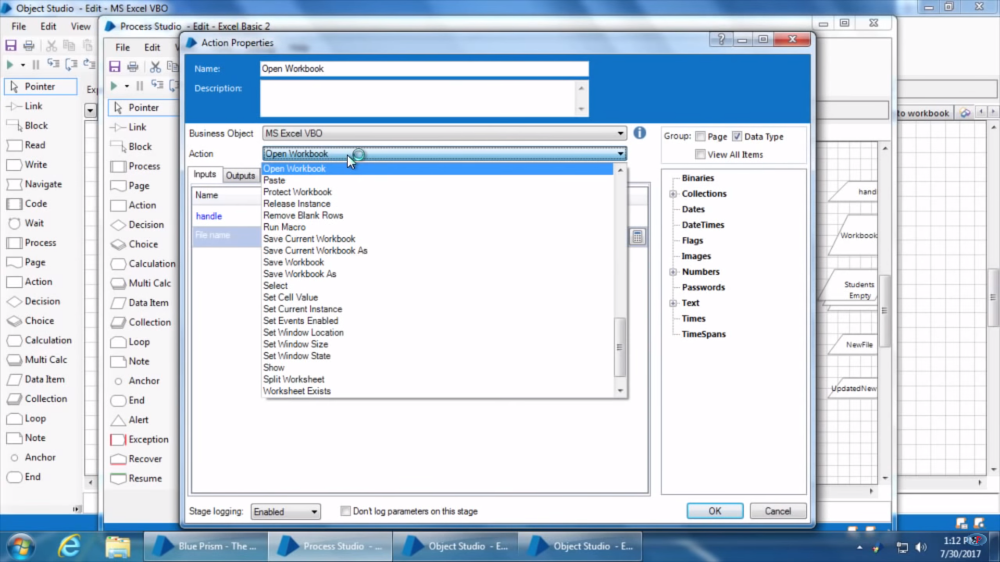 Object Studio - Edit - MS Excel VBO
File Edit View
Process Studio - Edit - Excel Basic 2
File Edit
Action Properties
Name: Open Workbook
Description:
Business Object MS Excel VBO
Action Open Workbook
Group: Page Data Type
View All Items
Inputs Outputs
Name
handle
File name
Open Workbook
Paste
Protect Workbook
Release Instance
Remove Blank Rows
Run Macro
Save Current Workbook
Save Current Workbook As
Save Workbook
Save Workbook As
Select
Set Cell Value
Set Current Instance
Set Events Enabled
Set Window Location
Set Window Size
Set Window State
Show
Split Worksheet
Worksheet Exists
Binaries
Collections
Dates
DateTimes
Flags
Images
Numbers
Passwords
Text
Times
TimeSpans
Stage logging: Enabled
Don't log parameters on this stage
OK Cancel
Pointer
Link
Block
Read
Write
Navigate
Code
Wait
Process
Page
Action
Decision
Choice
Calculation
Multi Calc
Data Item
Collection
Loop
Note
Anchor
End
Exp
Pointer
Link
Block
Process
Page
Action
Decision
Choice
Calculation
Multi Calc
Data Item
Collection
Loop
Note
Anchor
End
Alert
Exception
Recover
Resume
to workbook
hand
Workbook
Students
Empty
NewFile
UpdatedNew
Blue Prism - The ...
Process Studio - ...
Object Studio - E...
Object Studio - E...
1:12 PM
7/30/2017